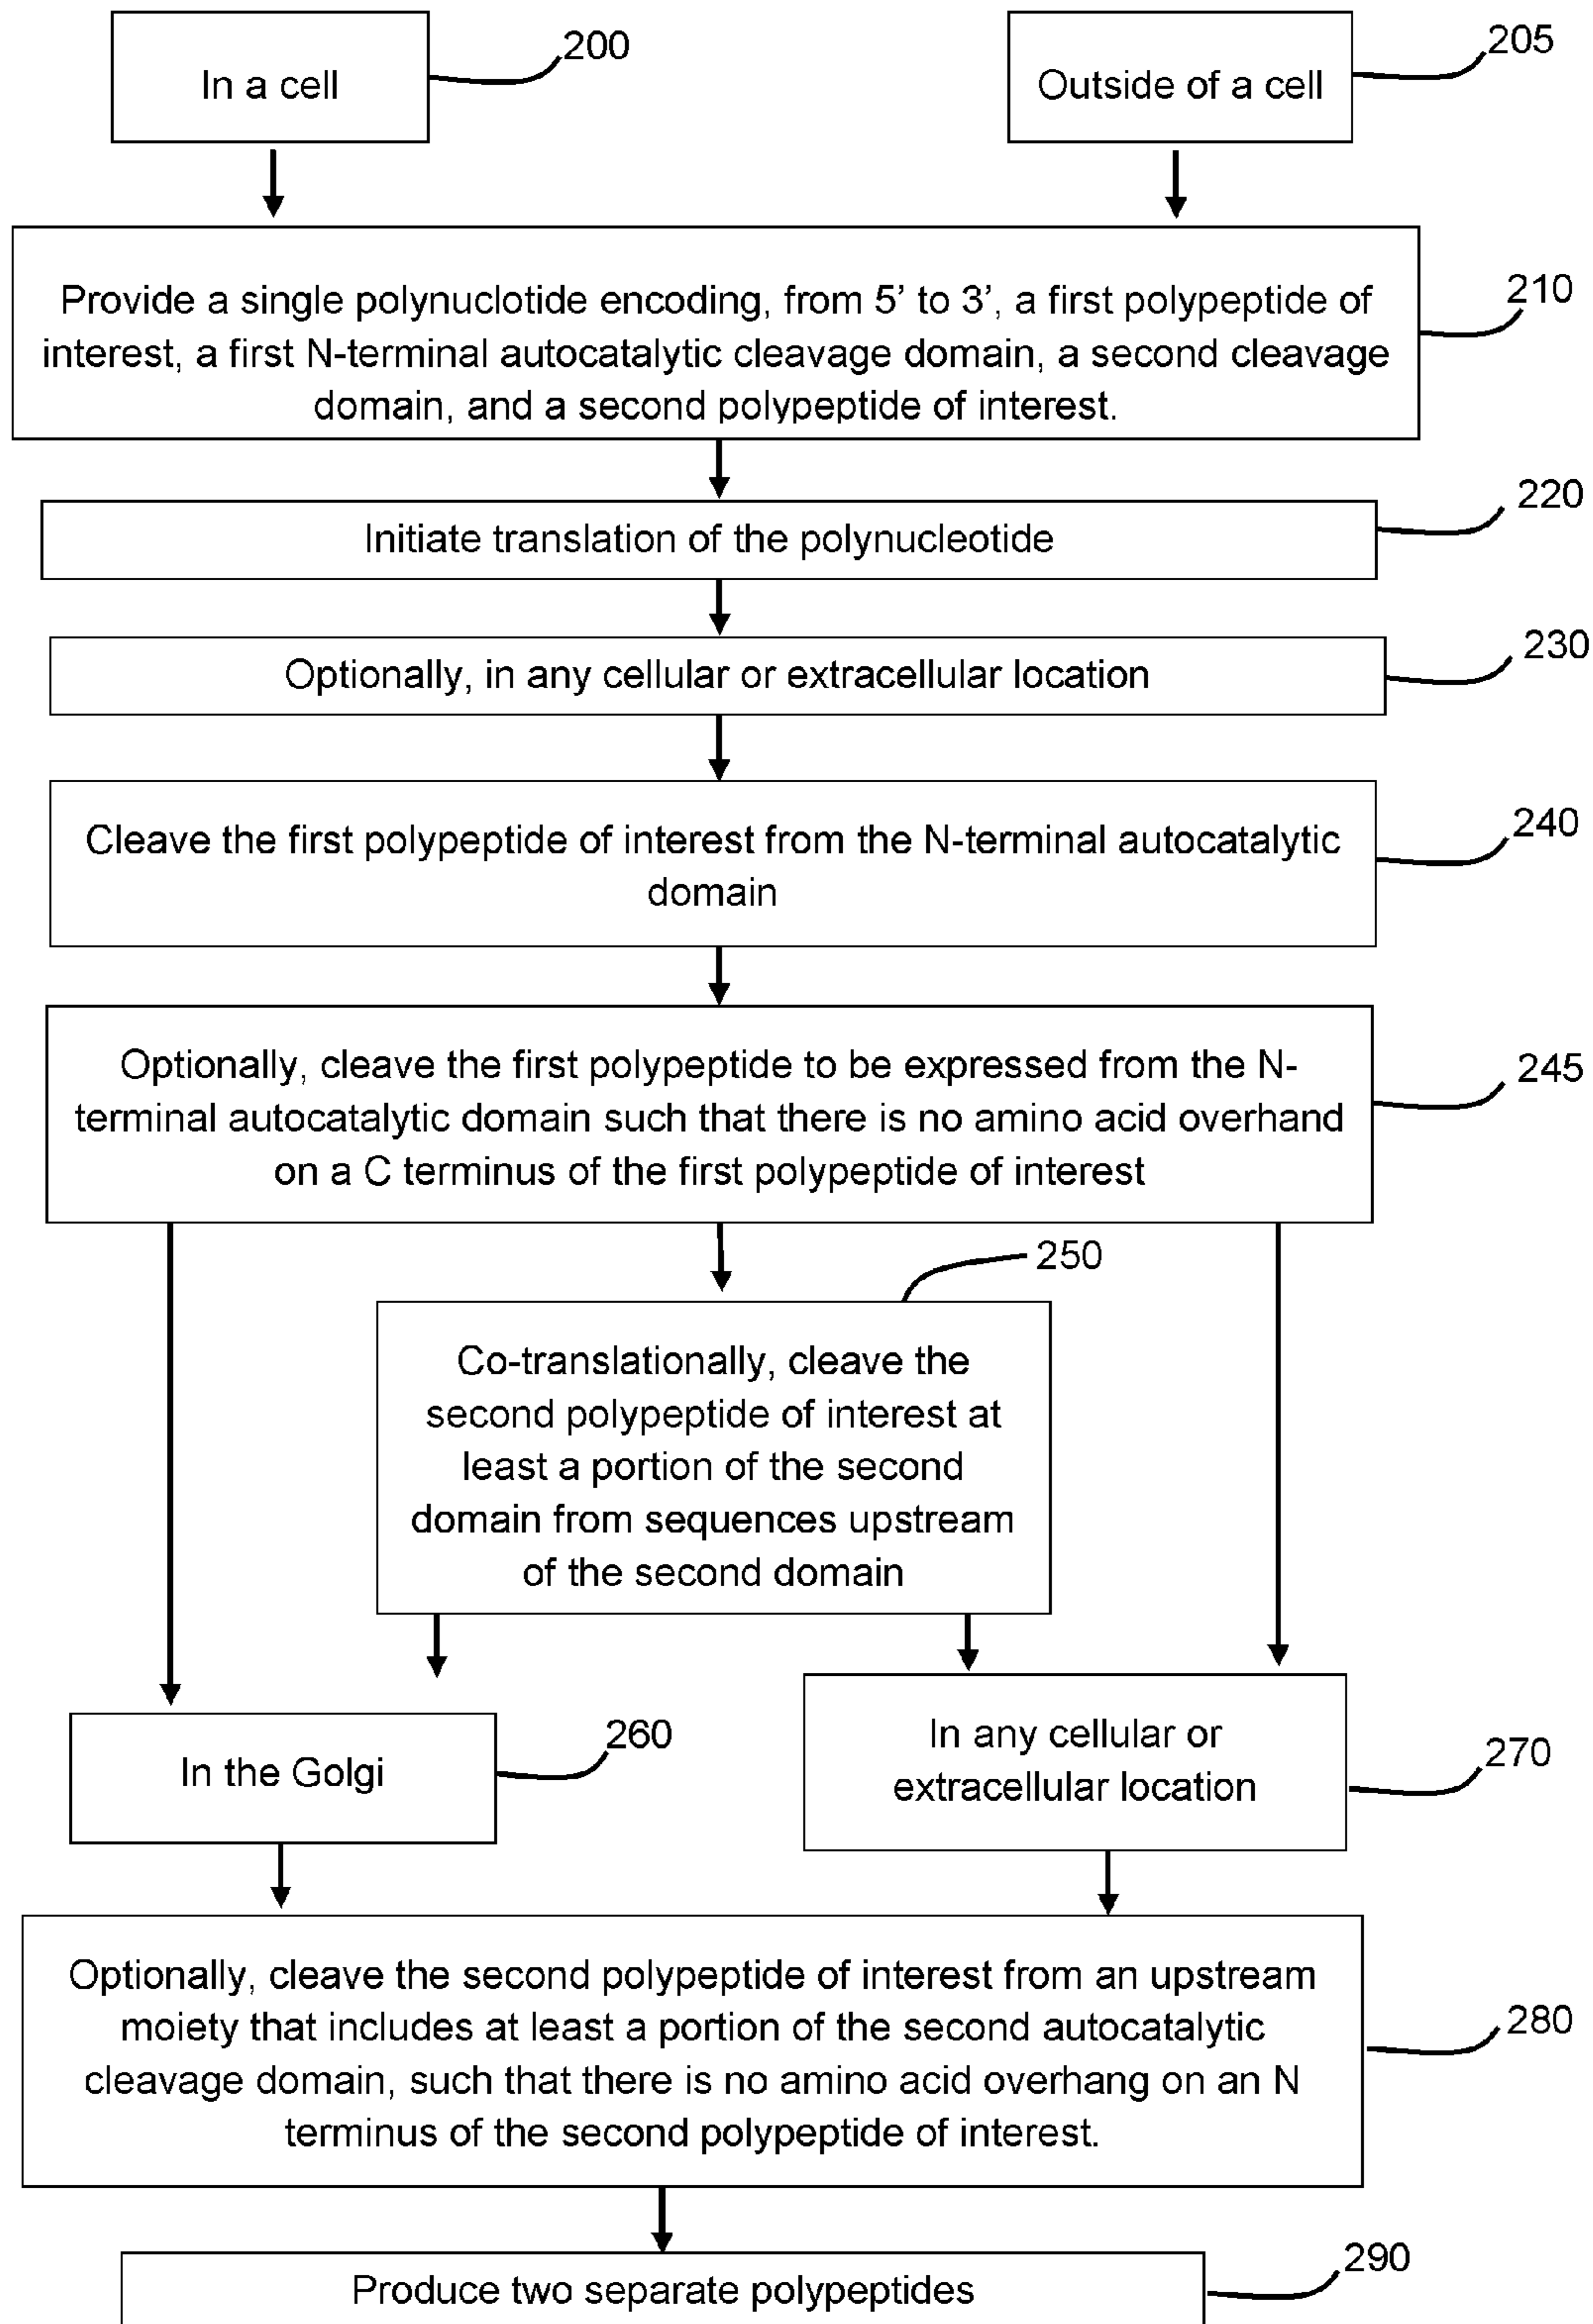 In a cell
200
Outside of a cell
205
Provide a single polynuclotide encoding, from 5’ to 3’, a first polypeptide of
interest, a first N-terminal autocatalytic cleavage domain, a second cleavage
domain, and a second polypeptide of interest.
210
Initiate translation of the polynucleotide
220
Optionally, in any cellular or extracellular location
230
Cleave the first polypeptide of interest from the N-terminal autocatalytic
domain
240
Optionally, cleave the first polypeptide to be expressed from the N-
terminal autocatalytic domain such that there is no amino acid overhand
on a C terminus of the first polypeptide of interest
245
250
Co-translationally, cleave the
second polypeptide of interest at
least a portion of the second
domain from sequences upstream
of the second domain
In the Golgi
260
In any cellular or
extracellular location
270
Optionally, cleave the second polypeptide of interest from an upstream
moiety that includes at least a portion of the second autocatalytic
cleavage domain, such that there is no amino acid overhang on an N
terminus of the second polypeptide of interest.
280
Produce two separate polypeptides
290